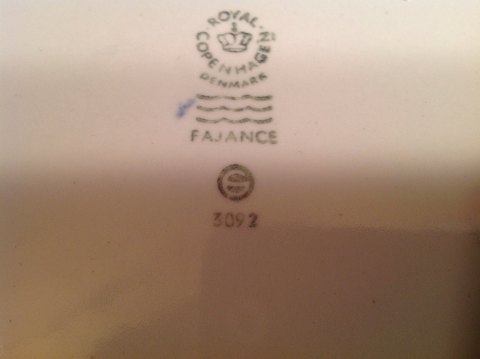 ROYAL
COPENHAGEN
DENMARK
FAJANCE
3092